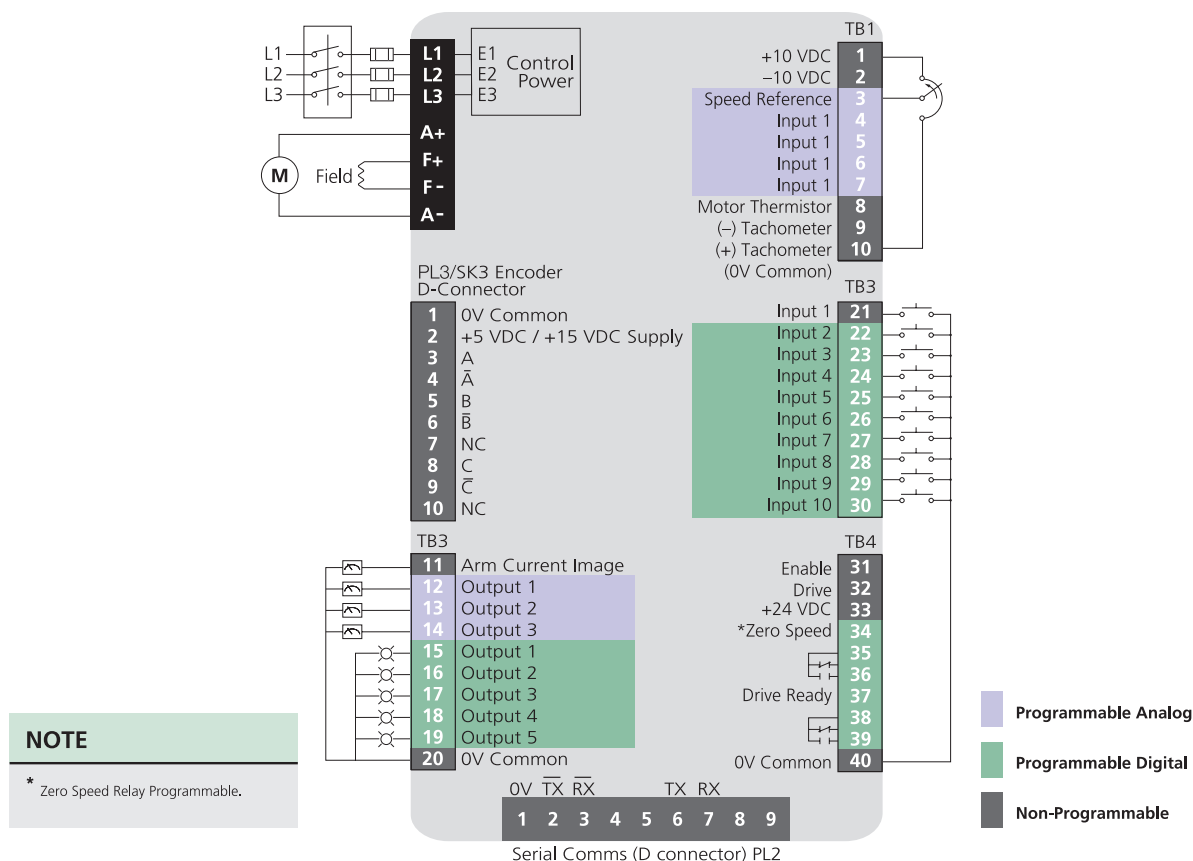 L1 L1 E1 Control Power
L2 L2 E2
L3 L3 E3
A+
F+
M Field
F-
A-
PL3/SK3 Encoder
D-Connector
1 0V Common
2 +5 VDC / +15 VDC Supply
3 A
4 A̅
5 B
6 B̅
7 NC
8 C
9 C̅
10 NC
TB3
11 Arm Current Image
12 Output 1
13 Output 2
14 Output 3
15 Output 1
16 Output 2
17 Output 3
18 Output 4
19 Output 5
20 0V Common
TB1
+10 VDC 1
–10 VDC 2
Speed Reference 3
Input 1 4
Input 1 5
Input 1 6
Input 1 7
Motor Thermistor 8
(–) Tachometer 9
(+) Tachometer 10
(0V Common)
TB3
Input 1 21
Input 2 22
Input 3 23
Input 4 24
Input 5 25
Input 6 26
Input 7 27
Input 8 28
Input 9 29
Input 10 30
TB4
Enable 31
Drive 32
+24 VDC 33
*Zero Speed 34
35
36
Drive Ready 37
38
39
0V Common 40
0V T̅X̅ R̅X̅ TX RX
1 2 3 4 5 6 7 8 9
Serial Comms (D connector) PL2
NOTE
* Zero Speed Relay Programmable.
Programmable Analog
Programmable Digital
Non-Programmable